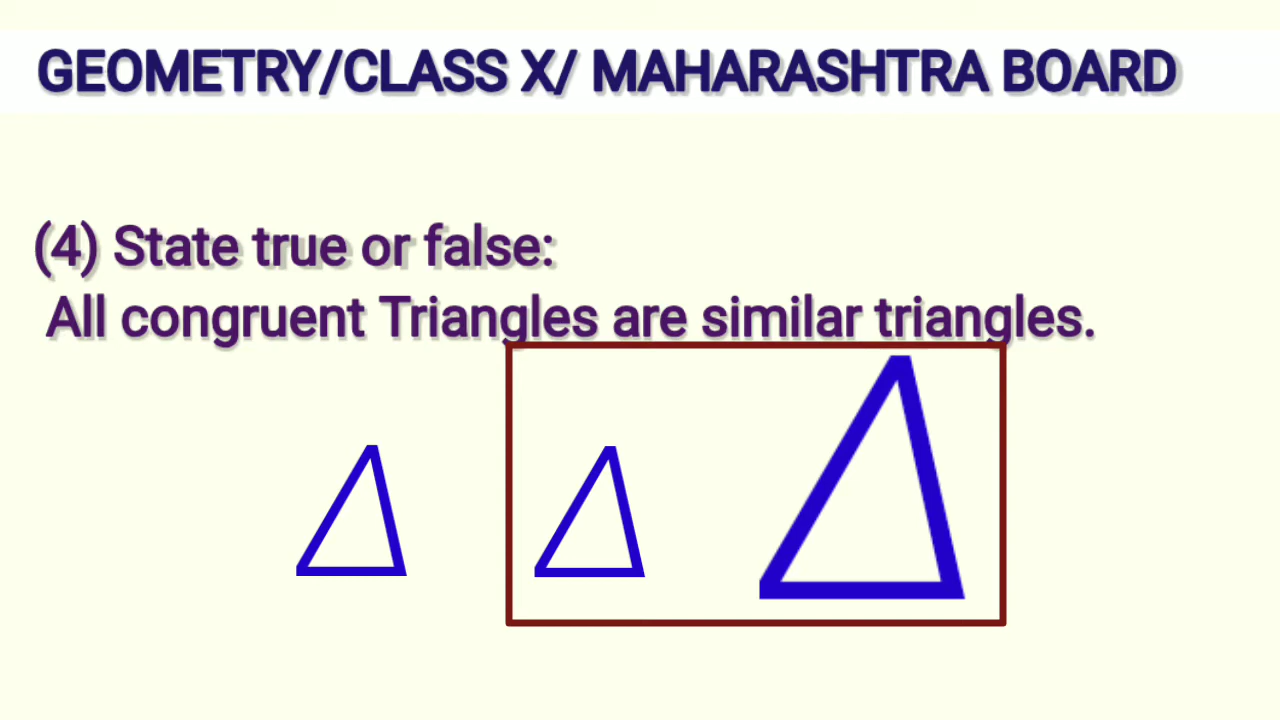 GEOMETRY/CLASS X/ MAHARASHTRA BOARD
(4) State true or false:
All congruent Triangles are similar triangles.